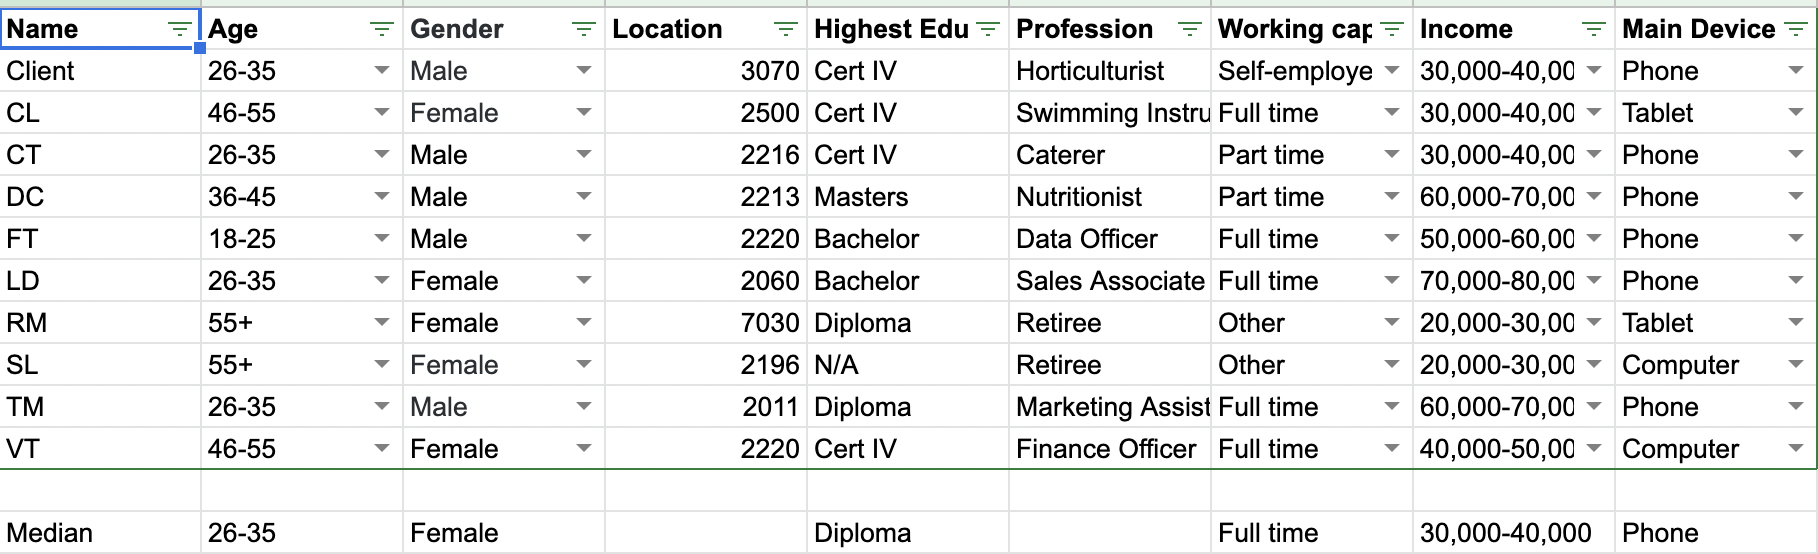 Name Age Gender Location Highest Edu Profession Working cap Income Main Device
Client 26-35 Male 3070 Cert IV Horticulturist Self-employe 30,000-40,00 Phone
CL 46-55 Female 2500 Cert IV Swimming Instru Full time 30,000-40,00 Tablet
CT 26-35 Male 2216 Cert IV Caterer Part time 30,000-40,00 Phone
DC 36-45 Male 2213 Masters Nutritionist Part time 60,000-70,00 Phone
FT 18-25 Male 2220 Bachelor Data Officer Full time 50,000-60,00 Phone
LD 26-35 Female 2060 Bachelor Sales Associate Full time 70,000-80,00 Phone
RM 55+ Female 7030 Diploma Retiree Other 20,000-30,00 Tablet
SL 55+ Female 2196 N/A Retiree Other 20,000-30,00 Computer
TM 26-35 Male 2011 Diploma Marketing Assist Full time 60,000-70,00 Phone
VT 46-55 Female 2220 Cert IV Finance Officer Full time 40,000-50,00 Computer
Median 26-35 Female Diploma Full time 30,000-40,000 Phone